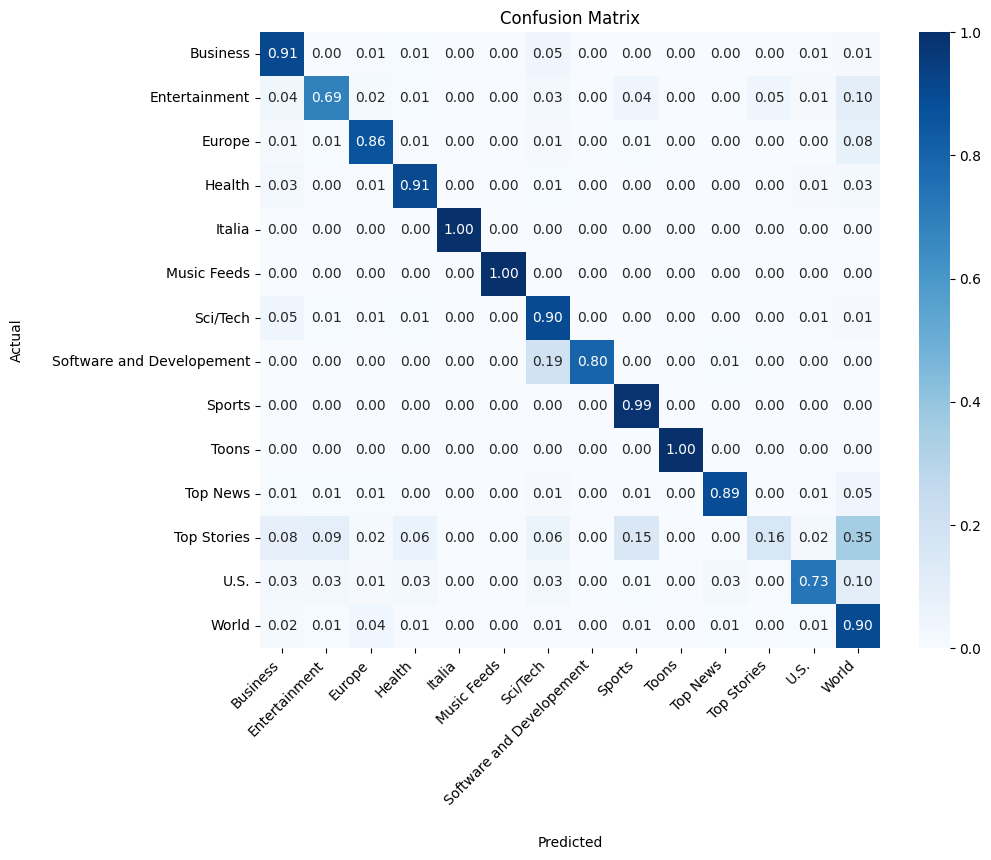 Confusion Matrix
Business 0.91 0.00 0.01 0.01 0.00 0.00 0.05 0.00 0.00 0.00 0.00 0.00 0.01 0.01
Entertainment 0.04 0.69 0.02 0.01 0.00 0.00 0.03 0.00 0.04 0.00 0.00 0.05 0.01 0.10
Europe 0.01 0.01 0.86 0.01 0.00 0.00 0.01 0.00 0.01 0.00 0.00 0.00 0.00 0.08
Health 0.03 0.00 0.01 0.91 0.00 0.00 0.01 0.00 0.00 0.00 0.00 0.00 0.01 0.03
Italia 0.00 0.00 0.00 0.00 1.00 0.00 0.00 0.00 0.00 0.00 0.00 0.00 0.00 0.00
Music Feeds 0.00 0.00 0.00 0.00 0.00 1.00 0.00 0.00 0.00 0.00 0.00 0.00 0.00 0.00
Sci/Tech 0.05 0.01 0.01 0.01 0.00 0.00 0.90 0.00 0.00 0.00 0.00 0.00 0.01 0.01
Software and Developement 0.00 0.00 0.00 0.00 0.00 0.00 0.19 0.80 0.00 0.00 0.01 0.00 0.00 0.00
Sports 0.00 0.00 0.00 0.00 0.00 0.00 0.00 0.00 0.99 0.00 0.00 0.00 0.00 0.00
Toons 0.00 0.00 0.00 0.00 0.00 0.00 0.00 0.00 0.00 1.00 0.00 0.00 0.00 0.00
Top News 0.01 0.01 0.01 0.00 0.00 0.00 0.01 0.00 0.01 0.00 0.89 0.00 0.01 0.05
Top Stories 0.08 0.09 0.02 0.06 0.00 0.00 0.06 0.00 0.15 0.00 0.00 0.16 0.02 0.35
U.S. 0.03 0.03 0.01 0.03 0.00 0.00 0.03 0.00 0.01 0.00 0.03 0.00 0.73 0.10
World 0.02 0.01 0.04 0.01 0.00 0.00 0.01 0.00 0.01 0.00 0.01 0.00 0.01 0.90
Actual
Business
Entertainment
Europe
Health
Italia
Music Feeds
Sci/Tech
Software and Developement
Sports
Toons
Top News
Top Stories
U.S.
World
Predicted
1.0
0.8
0.6
0.4
0.2
0.0